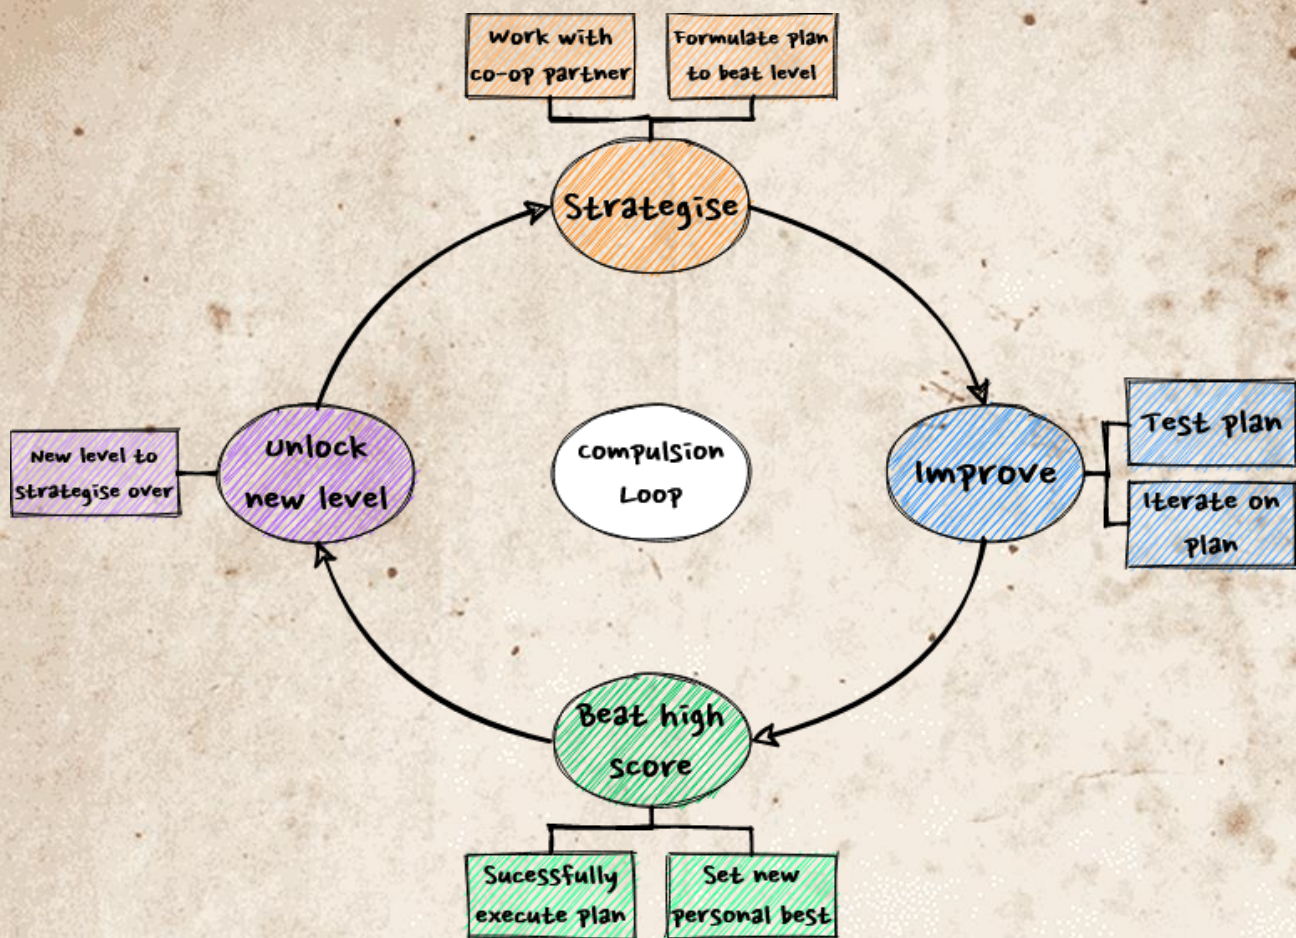 Work with
co-op partner
Formulate plan
to beat level
Strategise
Unlock
new level
New level to
strategise over
Compulsion
Loop
Improve
Test plan
Iterate on
plan
Beat high
score
Sucessfully
execute plan
Set new
personal best